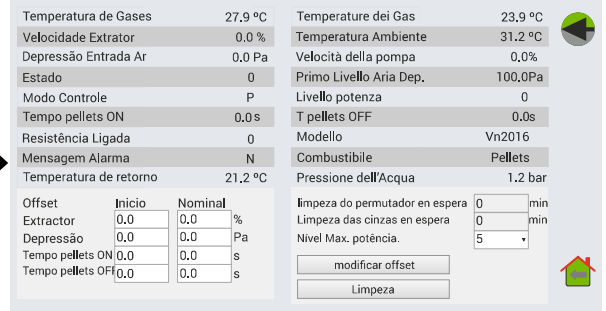 Temperatura de Gases 27.9 ºC
Velocidade Extrator 0.0 %
Depressão Entrada Ar 0.0 Pa
Estado 0
Modo Controle P
Tempo pellets ON 0.0 s
Resistência Ligada 0
Mensagem Alarma N
Temperatura de retorno 21.2 ºC
Temperature dei Gas 23.9 ºC
Temperatura Ambiente 31.2 ºC
Velocità della pompa 0.0%
Primo Livello Aria Dep. 100.0Pa
Livello potenza 0
T pellets OFF 0.0s
Modello Vn2016
Combustibile Pellets
Pressione dell'Acqua 1.2 bar
Offset Inicio Nominal
Extractor 0.0 0.0 %
Depressão 0.0 0.0 Pa
Tempo pellets ON 0.0 0.0 s
Tempo pellets OFF 0.0 0.0 s
limpeza do permutador en espera 0 min
Limpeza das cinzas en espera 0 min
Nível Max. potência. 5
modificar offset
Limpeza